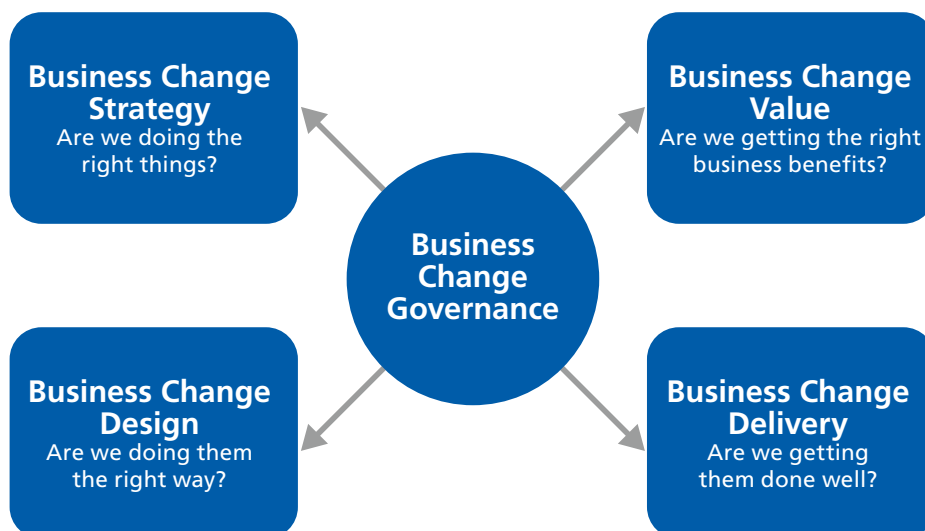 Business Change
Strategy
Are we doing the
right things?
Business Change
Value
Are we getting the right
business benefits?
Business
Change
Governance
Business Change
Design
Are we doing them
the right way?
Business Change
Delivery
Are we getting
them done well?